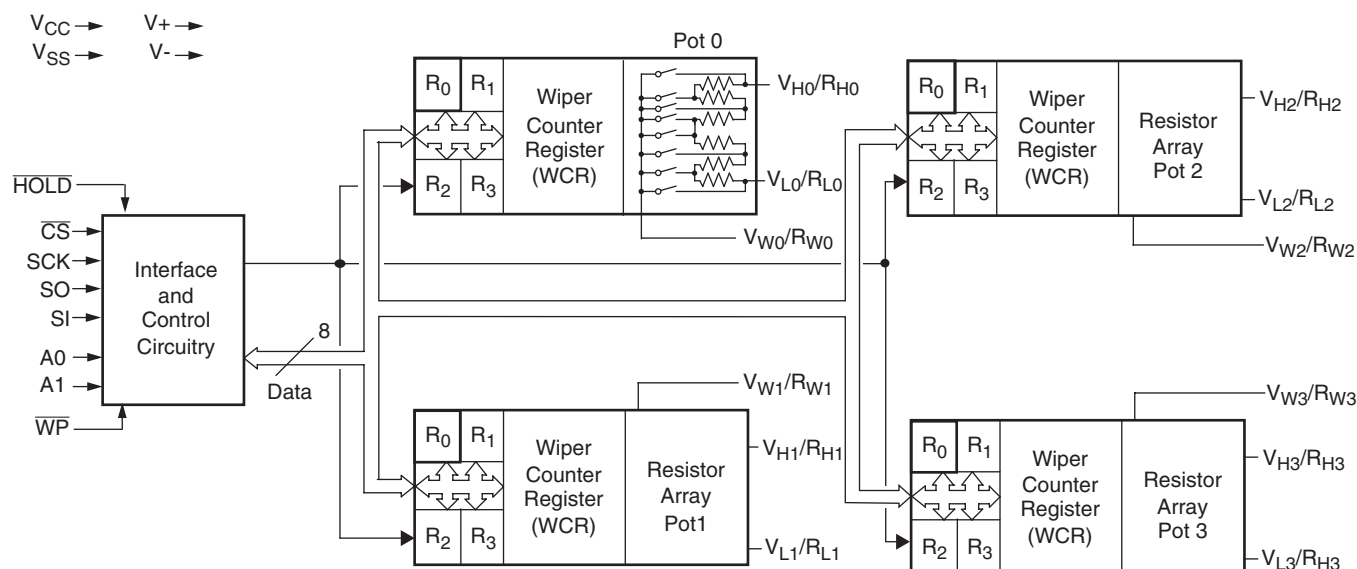 V_CC V+
V_SS V-
HOLD
CS
SCK
SO
SI
A0
A1
WP
Interface
and
Control
Circuitry
8
Data
Pot 0
R0 R1
R2 R3
Wiper
Counter
Register
(WCR)
VH0/RH0
VL0/RL0
VW0/RW0
R0 R1
R2 R3
Wiper
Counter
Register
(WCR)
Resistor
Array
Pot 2
VH2/RH2
VL2/RL2
VW2/RW2
VW1/RW1
R0 R1
R2 R3
Wiper
Counter
Register
(WCR)
Resistor
Array
Pot1
VH1/RH1
VL1/RL1
VW3/RW3
R0 R1
R2 R3
Wiper
Counter
Register
(WCR)
Resistor
Array
Pot 3
VH3/RH3
VL3/RH3